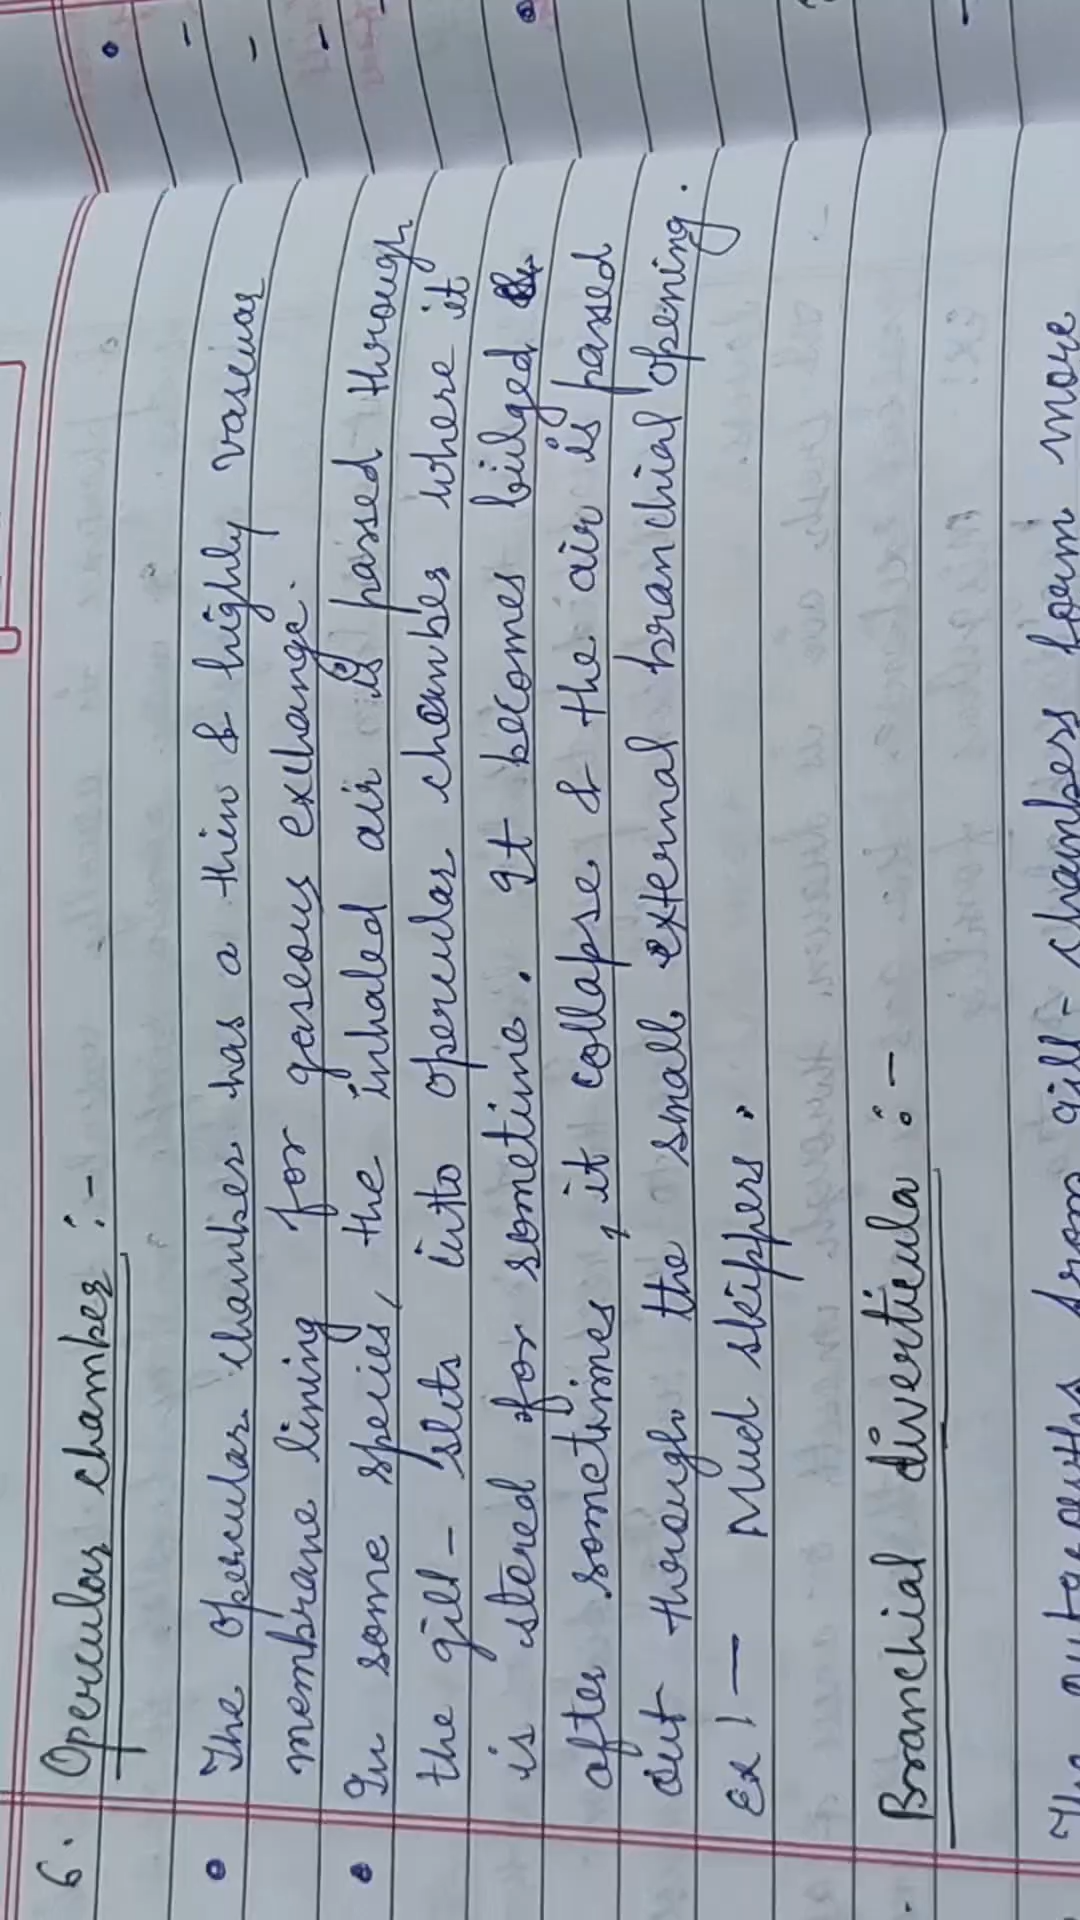 6. Opercular chamber :-
• The opercular chamber has a thin & highly vascular
membrane lining for gaseous exchange.
• In some species, the inhaled air is passed through
the gill - slits into opercular chamber where it
is stored for sometime. It becomes bulged
after sometimes, it collapse & the air is passed
out through the small external branchial opening.
Ex | — Mud skippers.
Branchial diverticula :-
The outgrowths from gill - chambers form more